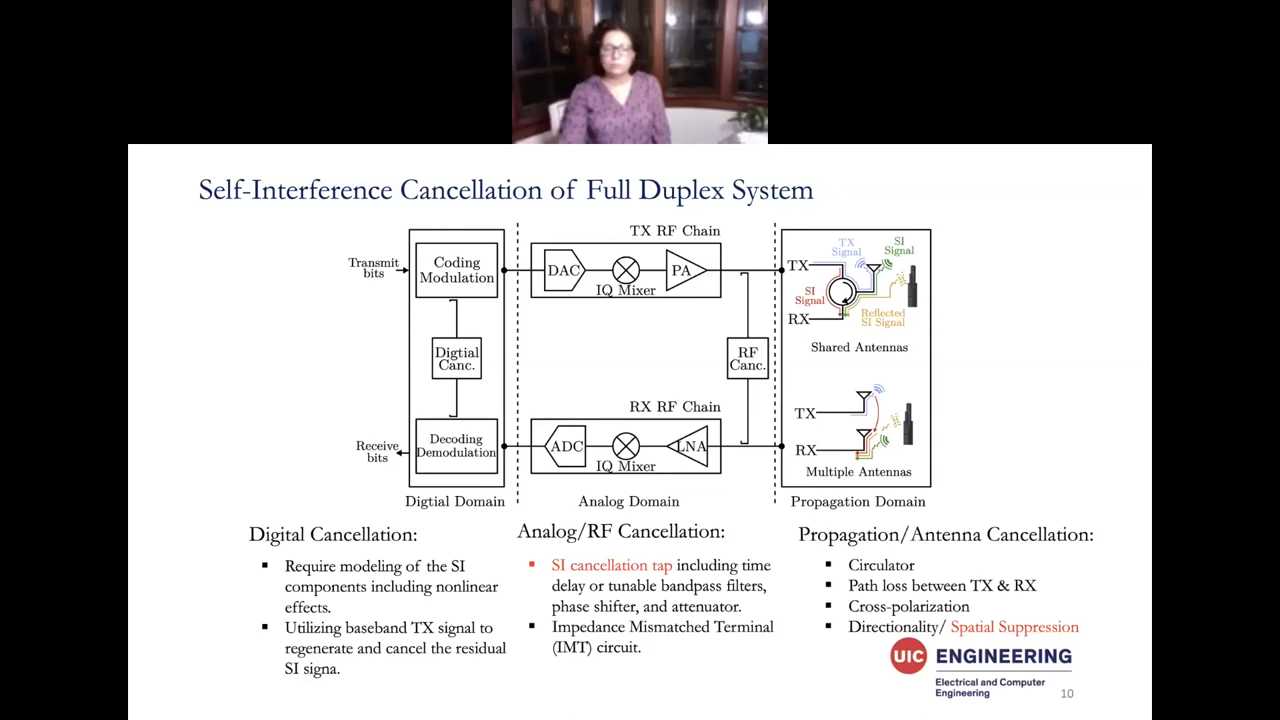 Self-Interference Cancellation of Full Duplex System
TX RF Chain
Transmit
bits
Coding
Modulation
DAC
IQ Mixer
PA
TX
Signal
SI
Signal
TX
SI
Signal
RX
Reflected
SI Signal
Shared Antennas
Digtial
Canc.
RF
Canc.
RX RF Chain
Receive
bits
Decoding
Demodulation
ADC
IQ Mixer
LNA
TX
RX
Multiple Antennas
Digtial Domain
Analog Domain
Propagation Domain
Digital Cancellation:
▪ Require modeling of the SI
components including nonlinear
effects.
▪ Utilizing baseband TX signal to
regenerate and cancel the residual
SI signa.
Analog/RF Cancellation:
▪ SI cancellation tap including time
delay or tunable bandpass filters,
phase shifter, and attenuator.
▪ Impedance Mismatched Terminal
(IMT) circuit.
Propagation/Antenna Cancellation:
▪ Circulator
▪ Path loss between TX & RX
▪ Cross-polarization
▪ Directionality/ Spatial Suppression
UIC ENGINEERING
Electrical and Computer
Engineering
10